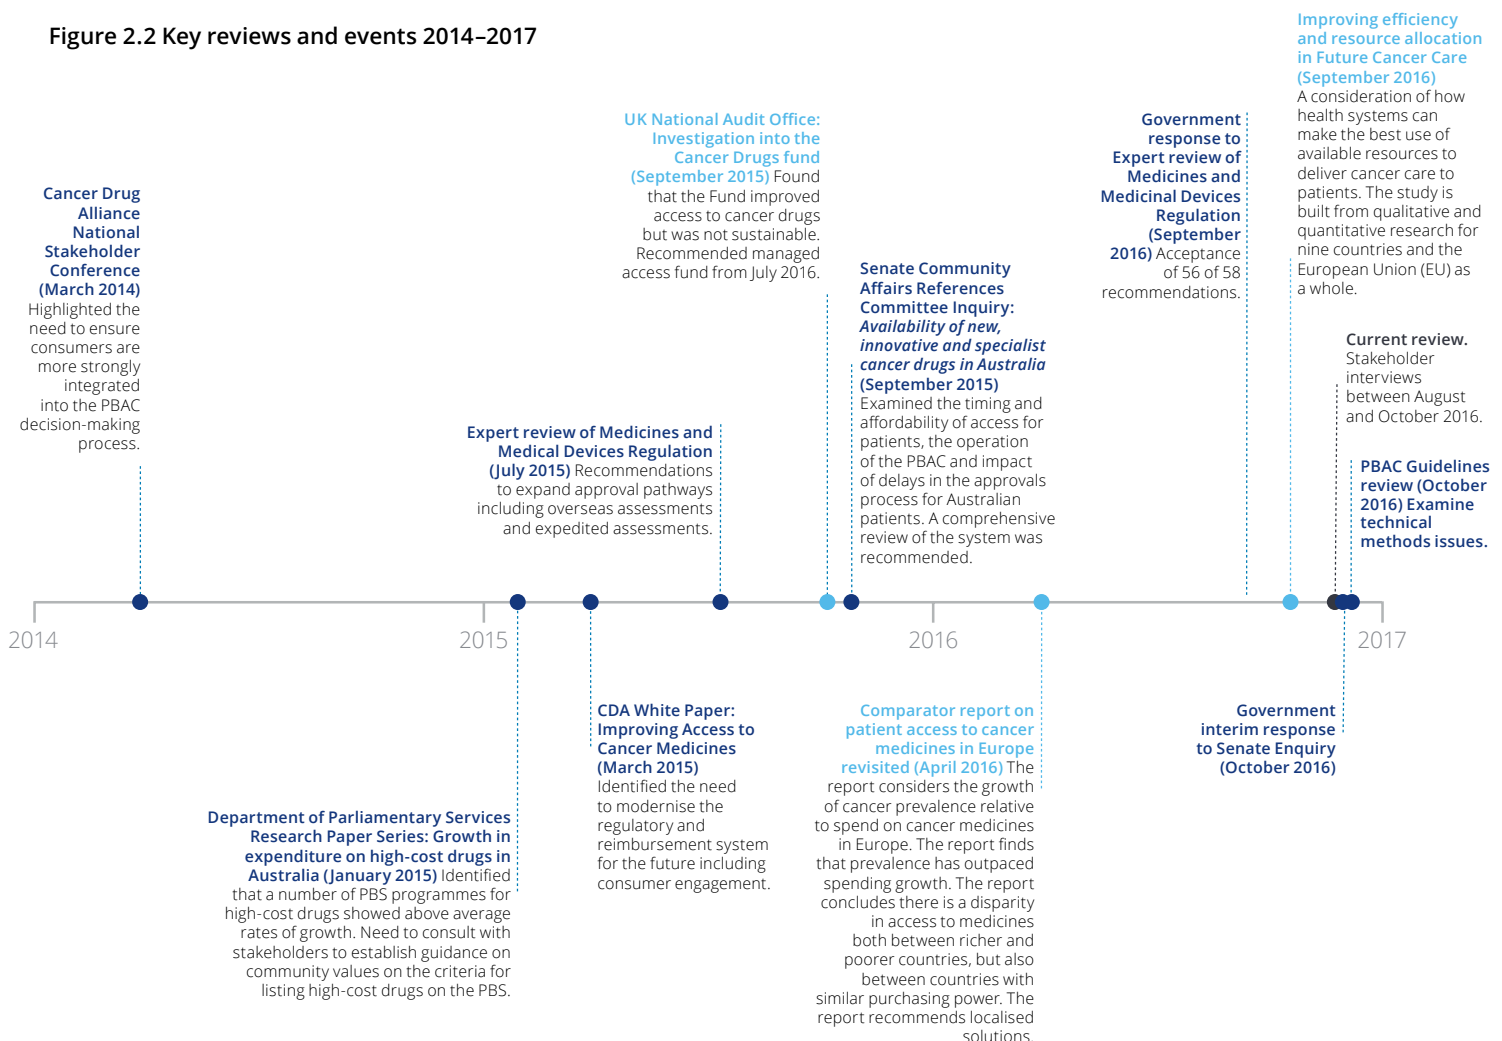 Figure 2.2 Key reviews and events 2014–2017
Cancer Drug
Alliance
National
Stakeholder
Conference
(March 2014)
Highlighted the
need to ensure
consumers are
more strongly
integrated
into the PBAC
decision-making
process.
Expert review of Medicines and
Medical Devices Regulation
(July 2015) Recommendations
to expand approval pathways
including overseas assessments
and expedited assessments.
UK National Audit Office:
Investigation into the
Cancer Drugs fund
(September 2015) Found
that the Fund improved
access to cancer drugs
but was not sustainable.
Recommended managed
access fund from July 2016.
Senate Community
Affairs References
Committee Inquiry:
Availability of new,
innovative and specialist
cancer drugs in Australia
(September 2015)
Examined the timing and
affordability of access for
patients, the operation
of the PBAC and impact
of delays in the approvals
process for Australian
patients. A comprehensive
review of the system was
recommended.
Government
response to
Expert review of
Medicines and
Medicinal Devices
Regulation
(September
2016) Acceptance
of 56 of 58
recommendations.
Improving efficiency
and resource allocation
in Future Cancer Care
(September 2016)
A consideration of how
health systems can
make the best use of
available resources to
deliver cancer care to
patients. The study is
built from qualitative and
quantitative research for
nine countries and the
European Union (EU) as
a whole.
Current review.
Stakeholder
interviews
between August
and October 2016.
PBAC Guidelines
review (October
2016) Examine
technical
methods issues.
2014
2015
2016
2017
Department of Parliamentary Services
Research Paper Series: Growth in
expenditure on high-cost drugs in
Australia (January 2015) Identified
that a number of PBS programmes for
high-cost drugs showed above average
rates of growth. Need to consult with
stakeholders to establish guidance on
community values on the criteria for
listing high-cost drugs on the PBS.
CDA White Paper:
Improving Access to
Cancer Medicines
(March 2015)
Identified the need
to modernise the
regulatory and
reimbursement system
for the future including
consumer engagement.
Comparator report on
patient access to cancer
medicines in Europe
revisited (April 2016) The
report considers the growth
of cancer prevalence relative
to spend on cancer medicines
in Europe. The report finds
that prevalence has outpaced
spending growth. The report
concludes there is a disparity
in access to medicines
both between richer and
poorer countries, but also
between countries with
similar purchasing power. The
report recommends localised
solutions.
Government
interim response
to Senate Enquiry
(October 2016)